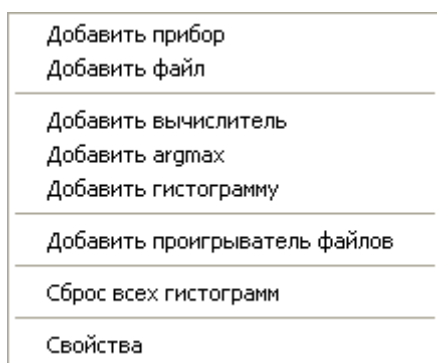 Добавить прибор
Добавить файл
Добавить вычислитель
Добавить argmax
Добавить гистограмму
Добавить проигрыватель файлов
Сброс всех гистограмм
Свойства